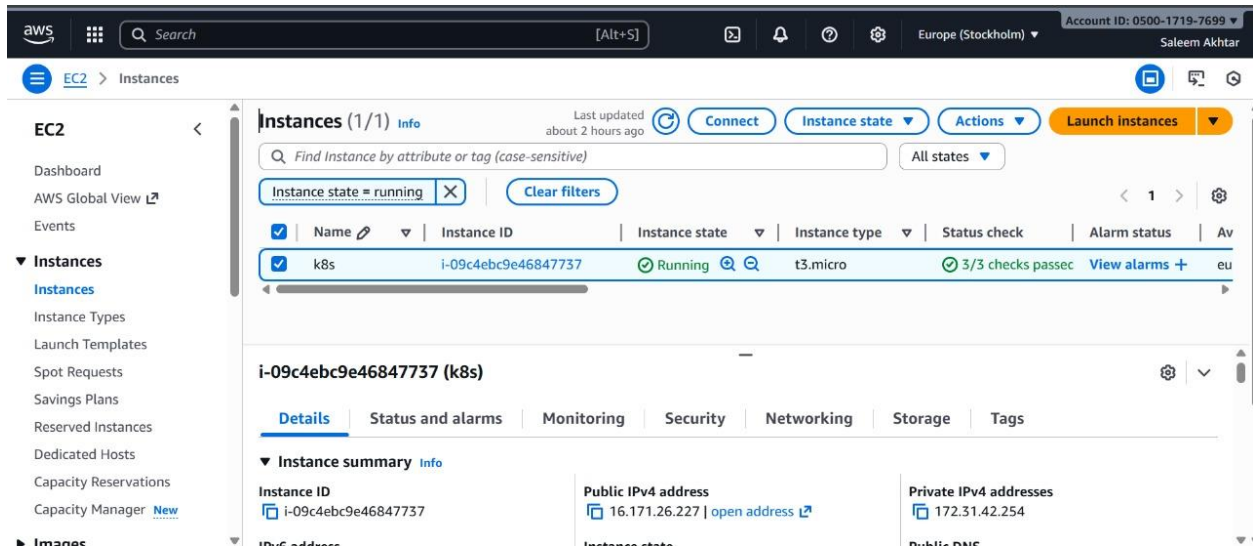 aws
Search [Alt+S]
Europe (Stockholm) ▼
Account ID: 0500-1719-7699 ▼
Saleem Akhtar
EC2 > Instances
EC2
Dashboard
AWS Global View
Events
▼ Instances
Instances
Instance Types
Launch Templates
Spot Requests
Savings Plans
Reserved Instances
Dedicated Hosts
Capacity Reservations
Capacity Manager New
▶ Images
Instances (1/1) Info
Last updated
about 2 hours ago
Connect
Instance state ▼
Actions ▼
Launch instances ▼
Find Instance by attribute or tag (case-sensitive)
All states ▼
Instance state = running
Clear filters
1
Name Instance ID Instance state Instance type Status check Alarm status Av
k8s i-09c4ebc9e46847737 Running t3.micro 3/3 checks passec View alarms + eu
i-09c4ebc9e46847737 (k8s)
Details Status and alarms Monitoring Security Networking Storage Tags
▼ Instance summary Info
Instance ID
i-09c4ebc9e46847737
Public IPv4 address
16.171.26.227 | open address
Private IPv4 addresses
172.31.42.254
IPv6 address Instance state Public DNS